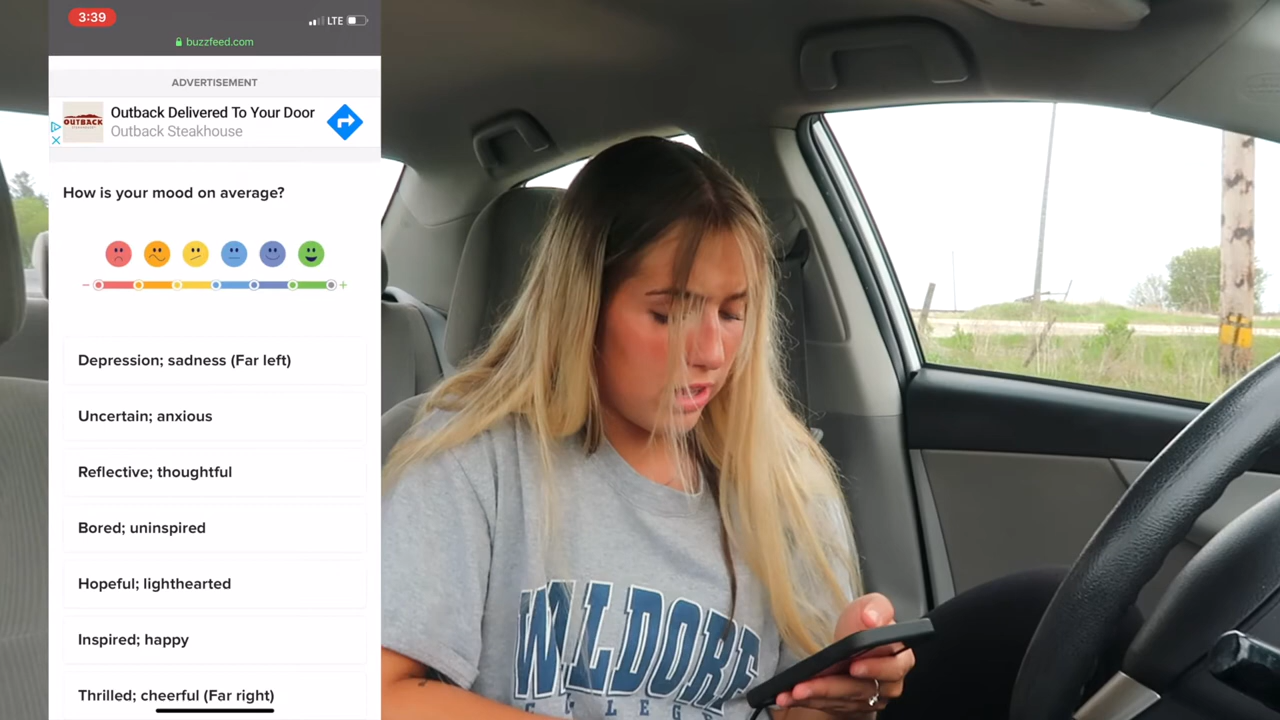 3:39
LTE
buzzfeed.com
ADVERTISEMENT
OUTBACK
Outback Delivered To Your Door
Outback Steakhouse
How is your mood on average?
Depression; sadness (Far left)
Uncertain; anxious
Reflective; thoughtful
Bored; uninspired
Hopeful; lighthearted
Inspired; happy
Thrilled; cheerful (Far right)
WALDORF
COLLEGE